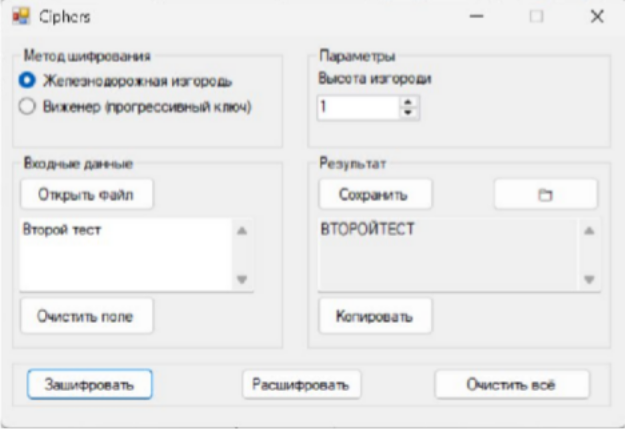 Ciphers
Метод шифрования
Железнодорожная изгородь
Виженер (прогрессивный ключ)
Параметры
Высота изгороди
1
Входные данные
Открыть файл
Второй тест
Очистить поле
Результат
Сохранить
ВТОРОЙТЕСТ
Копировать
Зашифровать
Расшифровать
Очистить всё